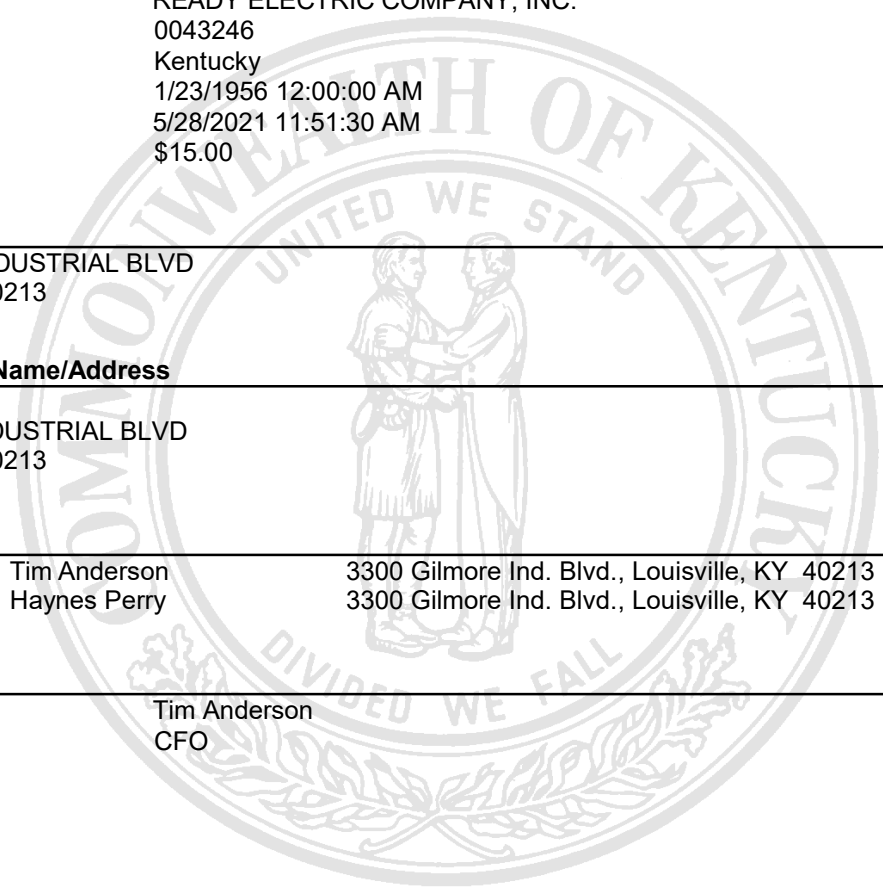 READY ELECTRIC COMPANY, INC.
0043246
Kentucky
1/23/1956 12:00:00 AM
5/28/2021 11:51:30 AM
$15.00
DUSTRIAL BLVD
0213
Name/Address
DUSTRIAL BLVD
0213
Tim Anderson 3300 Gilmore Ind. Blvd., Louisville, KY 40213
Haynes Perry 3300 Gilmore Ind. Blvd., Louisville, KY 40213
Tim Anderson
CFO
COMMONWEALTH OF KENTUCKY
UNITED WE STAND
DIVIDED WE FALL